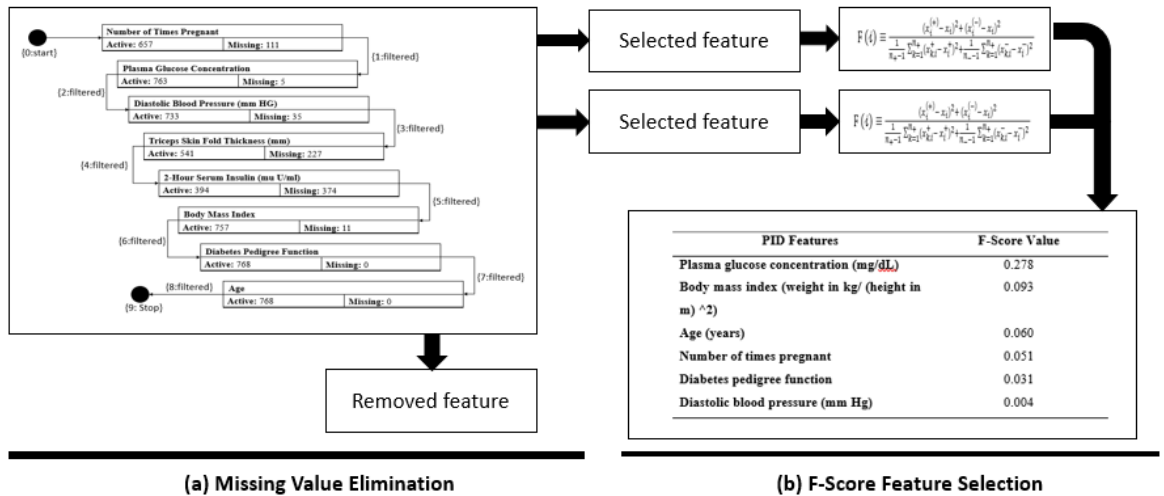 {0:start}
Number of Times Pregnant
Active: 657 Missing: 111
{1:filtered}
Plasma Glucose Concentration
Active: 763 Missing: 5
{2:filtered}
Diastolic Blood Pressure (mm HG)
Active: 733 Missing: 35
{3:filtered}
Triceps Skin Fold Thickness (mm)
Active: 541 Missing: 227
{4:filtered}
2-Hour Serum Insulin (mu U/ml)
Active: 394 Missing: 374
{5:filtered}
Body Mass Index
Active: 757 Missing: 11
{6:filtered}
Diabetes Pedigree Function
Active: 768 Missing: 0
{7:filtered}
{8:filtered}
Age
Active: 768 Missing: 0
{9: Stop}
Removed feature
(a) Missing Value Elimination
Selected feature
F(i) ≡
Selected feature
F(i) ≡
PID Features F-Score Value
Plasma glucose concentration (mg/dL) 0.278
Body mass index (weight in kg/ (height in 0.093
m) ^2)
Age (years) 0.060
Number of times pregnant 0.051
Diabetes pedigree function 0.031
Diastolic blood pressure (mm Hg) 0.004
(b) F-Score Feature Selection